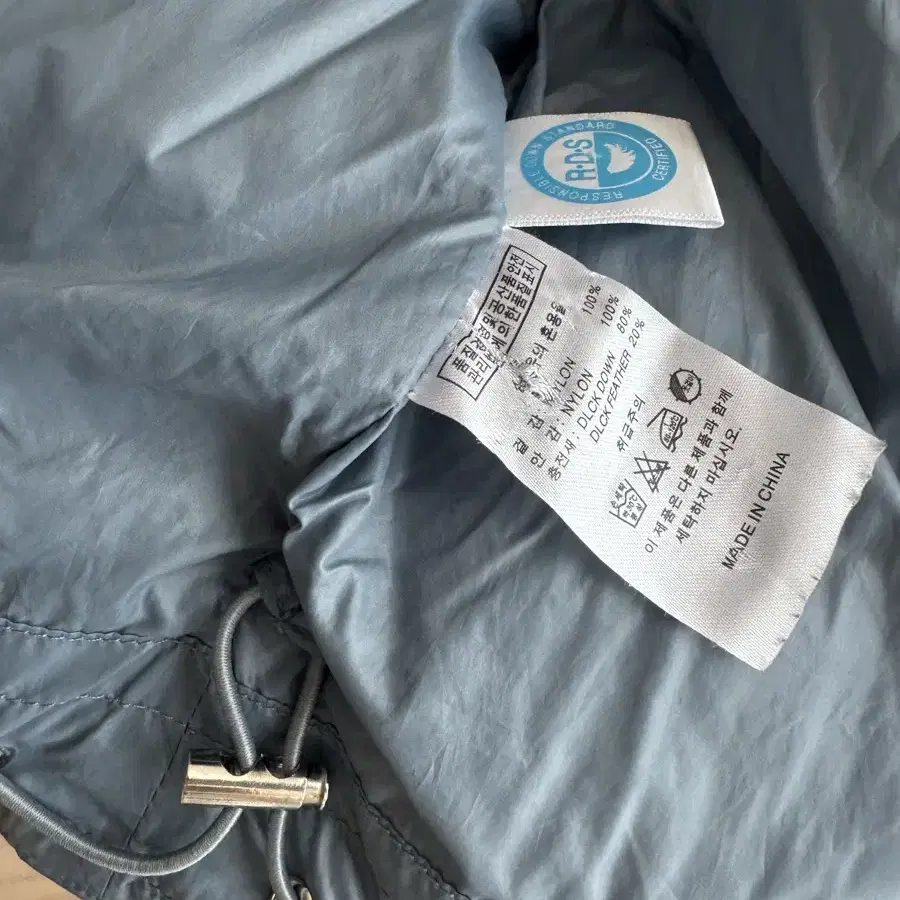 RESPONSIBLE DOWN STANDARD
R·D·S
CERTIFIED
품질경영 및 공산품안전
관리법에 의한 품질표시
섬유의 혼용율
겉 감 : NYLON 100%
안 감 : NYLON 100%
충전재 : DLCK DOWN 80%
DLCK FEATHER 20%
취급주의
이 제품은 다른 제품과 함께
세탁하지 마십시오.
MADE IN CHINA